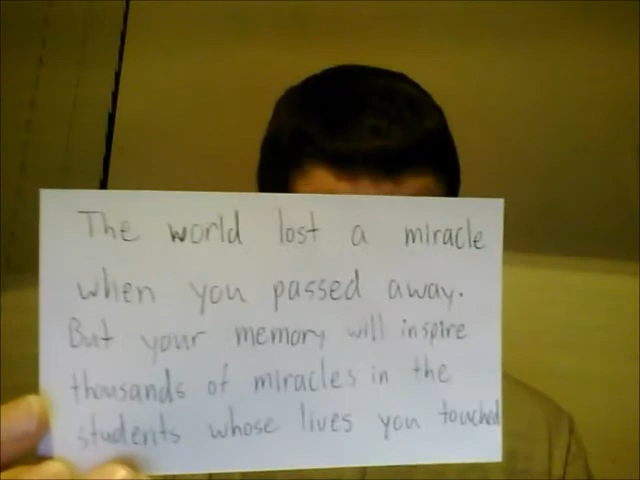 The world lost a miracle
when you passed away.
But your memory will inspire
thousands of miracles in the
students whose lives you touched